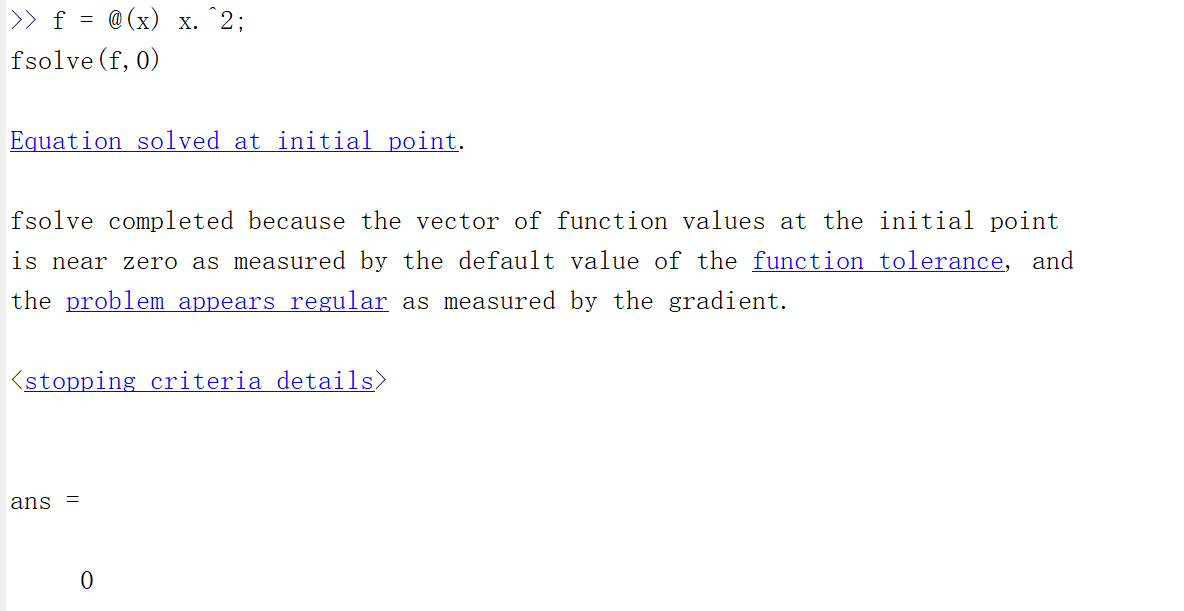 >> f = @(x) x.^2;
fsolve(f,0)
Equation solved at initial point.
fsolve completed because the vector of function values at the initial point
is near zero as measured by the default value of the function tolerance, and
the problem appears regular as measured by the gradient.
<stopping criteria details>
ans =
0